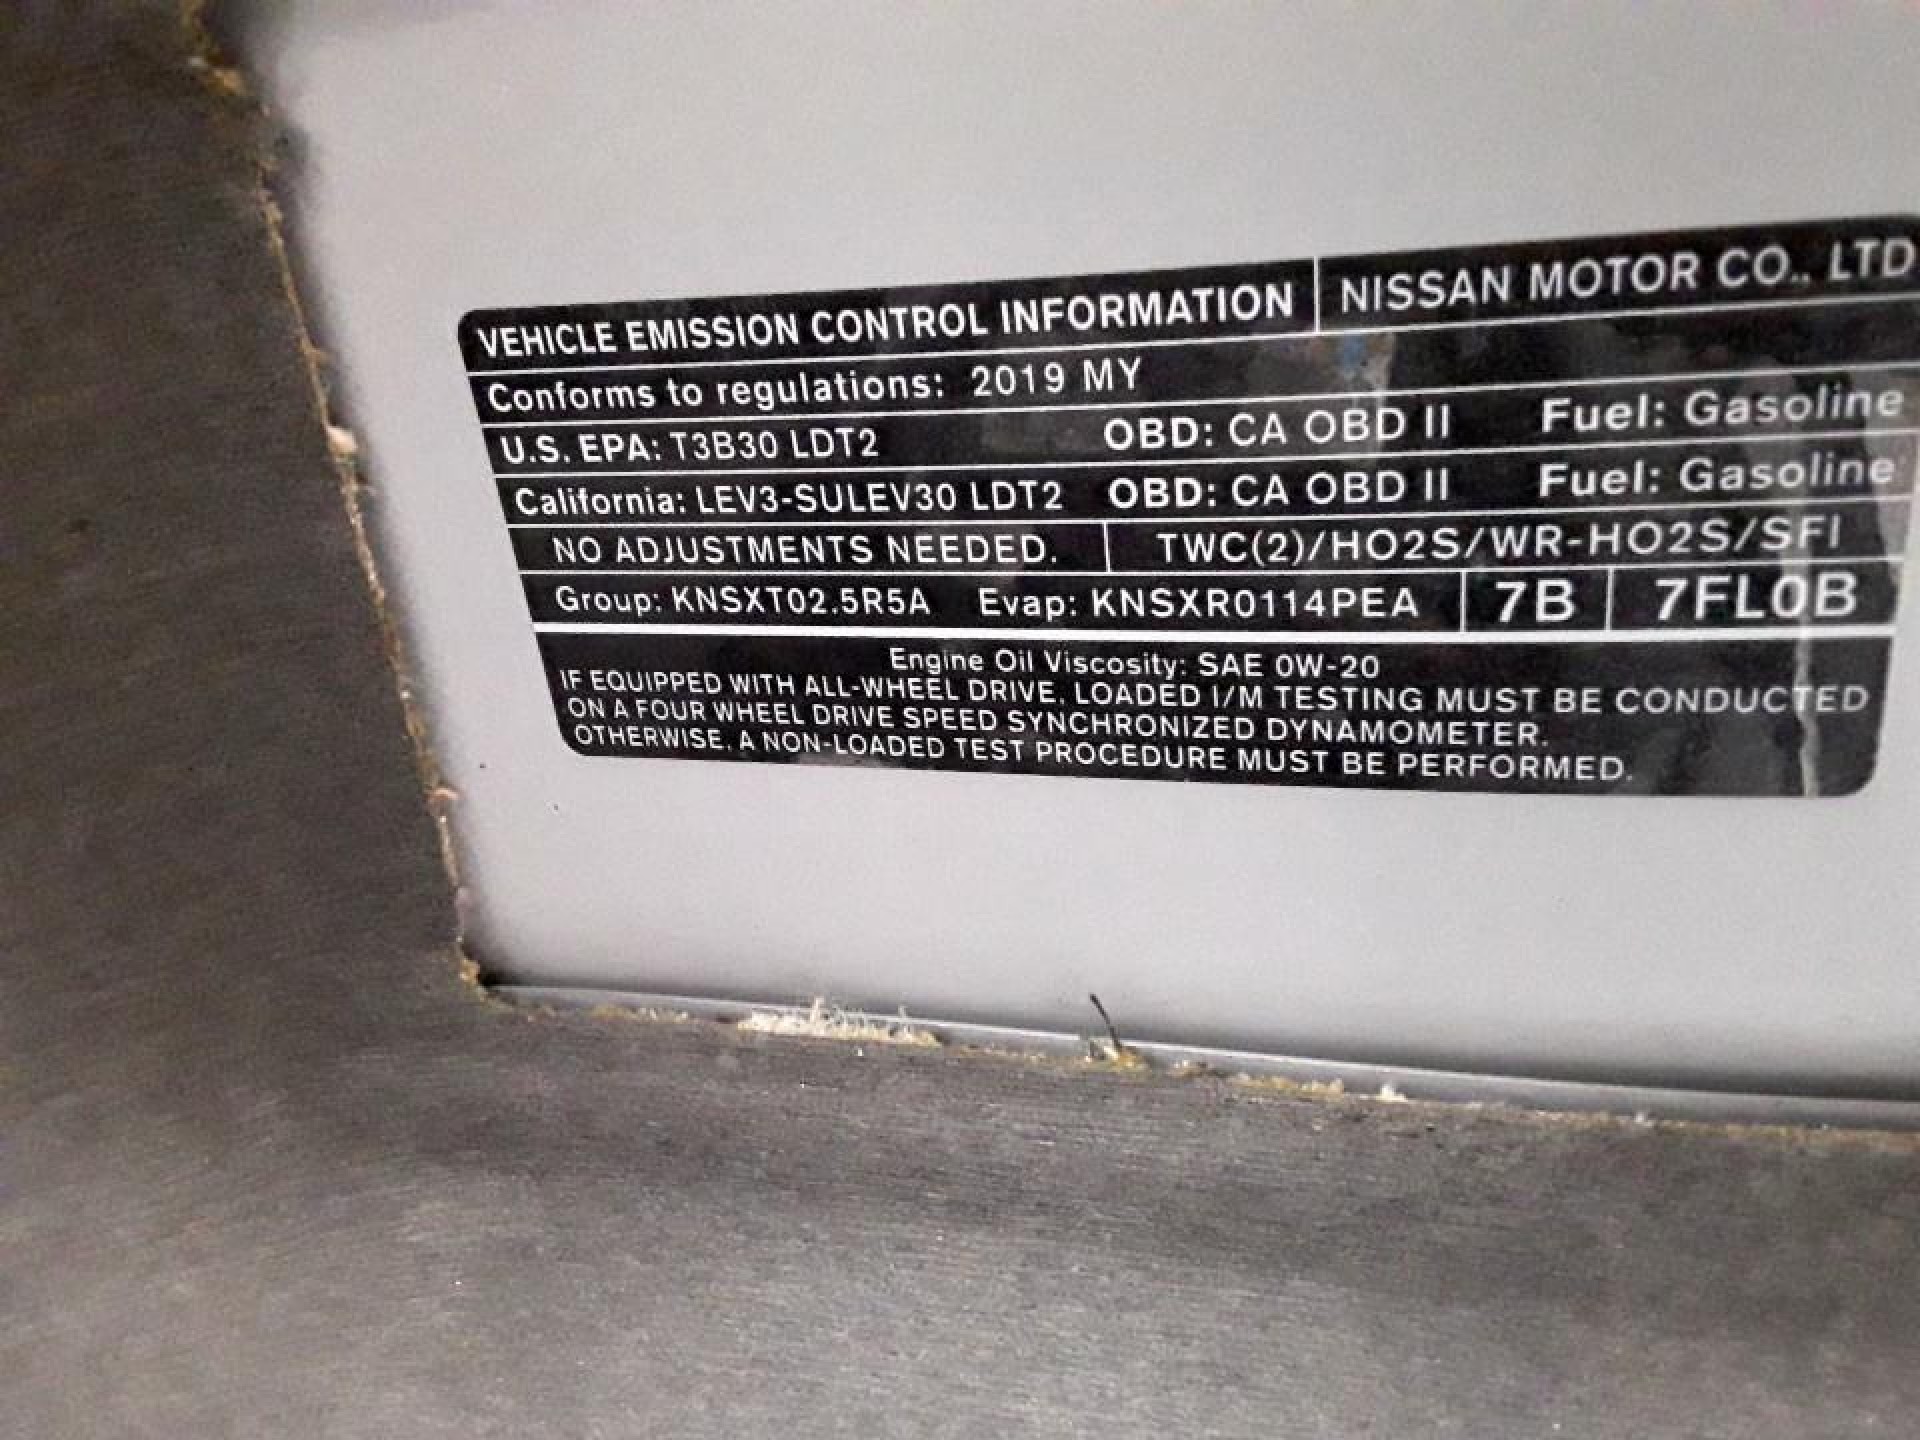 VEHICLE EMISSION CONTROL INFORMATION NISSAN MOTOR CO., LTD
Conforms to regulations: 2019 MY
U.S. EPA: T3B30 LDT2 OBD: CA OBD II Fuel: Gasoline
California: LEV3-SULEV30 LDT2 OBD: CA OBD II Fuel: Gasoline
NO ADJUSTMENTS NEEDED. TWC(2)/HO2S/WR-HO2S/SFI
Group: KNSXT02.5R5A Evap: KNSXR0114PEA 7B 7FL0B
Engine Oil Viscosity: SAE 0W-20
IF EQUIPPED WITH ALL-WHEEL DRIVE, LOADED I/M TESTING MUST BE CONDUCTED
ON A FOUR WHEEL DRIVE SPEED SYNCHRONIZED DYNAMOMETER.
OTHERWISE, A NON-LOADED TEST PROCEDURE MUST BE PERFORMED.